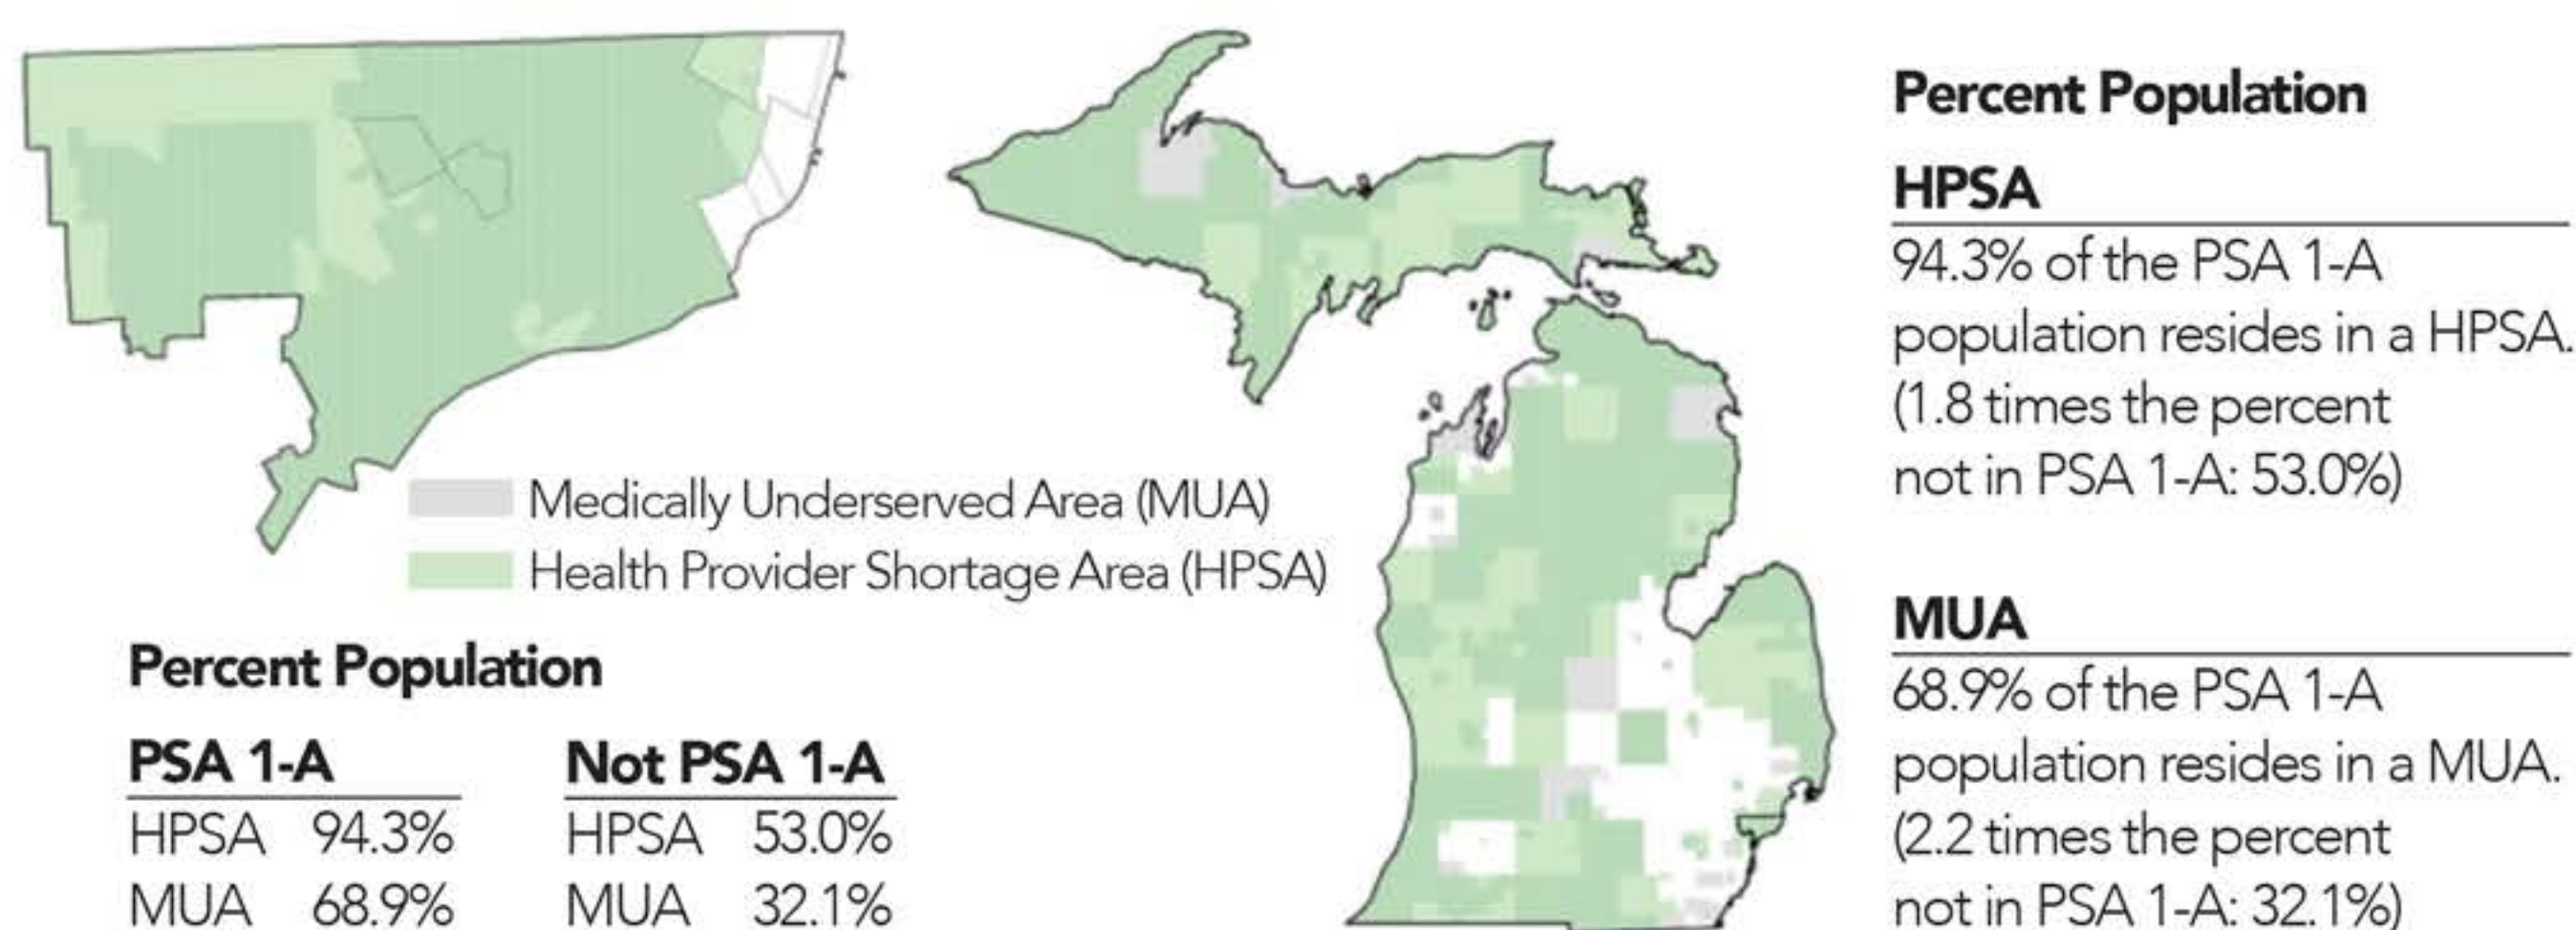 Medically Underserved Area (MUA)
Health Provider Shortage Area (HPSA)
Percent Population
PSA 1-A Not PSA 1-A
HPSA 94.3% HPSA 53.0%
MUA 68.9% MUA 32.1%
Percent Population
HPSA
94.3% of the PSA 1-A
population resides in a HPSA.
(1.8 times the percent
not in PSA 1-A: 53.0%)
MUA
68.9% of the PSA 1-A
population resides in a MUA.
(2.2 times the percent
not in PSA 1-A: 32.1%)